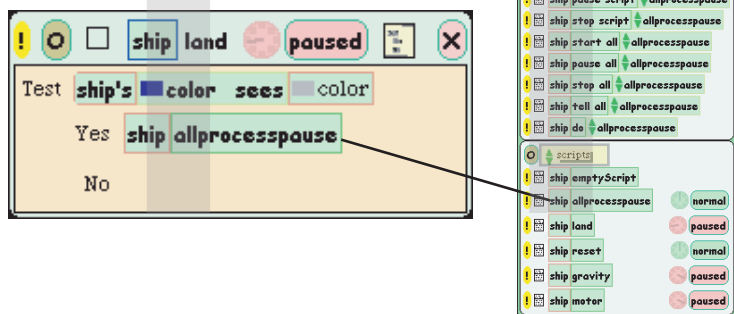 ! O ship land paused X
Test ship's color sees color
Yes ship allprocesspause
No
! ship pause script allprocesspause
! ship stop script allprocesspause
! ship start all allprocesspause
! ship pause all allprocesspause
! ship stop all allprocesspause
! ship tell all allprocesspause
! ship do allprocesspause
O scripts
! ship emptyScript
! ship allprocesspause normal
! ship land paused
! ship reset normal
! ship gravity paused
! ship motor paused